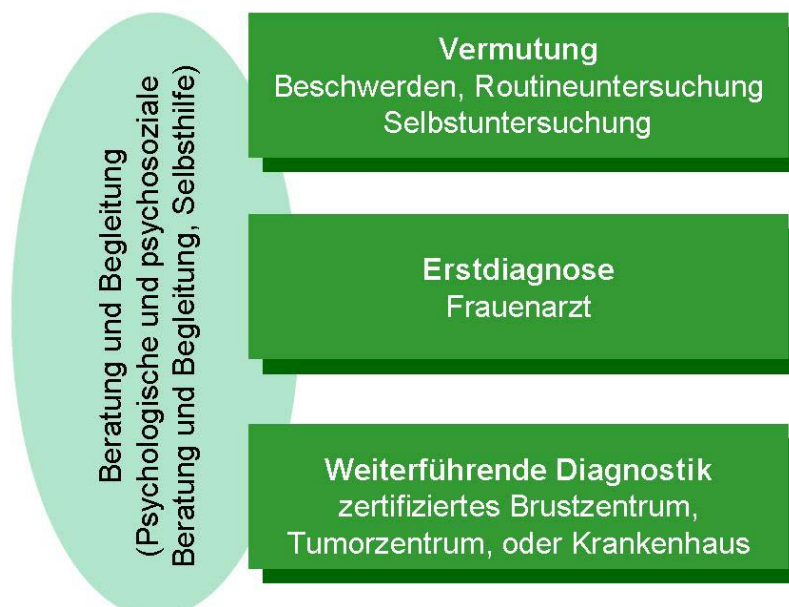 Beratung und Begleitung
(Psychologische und psychosoziale
Beratung und Begleitung, Selbsthilfe)
Vermutung
Beschwerden, Routineuntersuchung
Selbstuntersuchung
Erstdiagnose
Frauenarzt
Weiterführende Diagnostik
zertifiziertes Brustzentrum,
Tumorzentrum, oder Krankenhaus